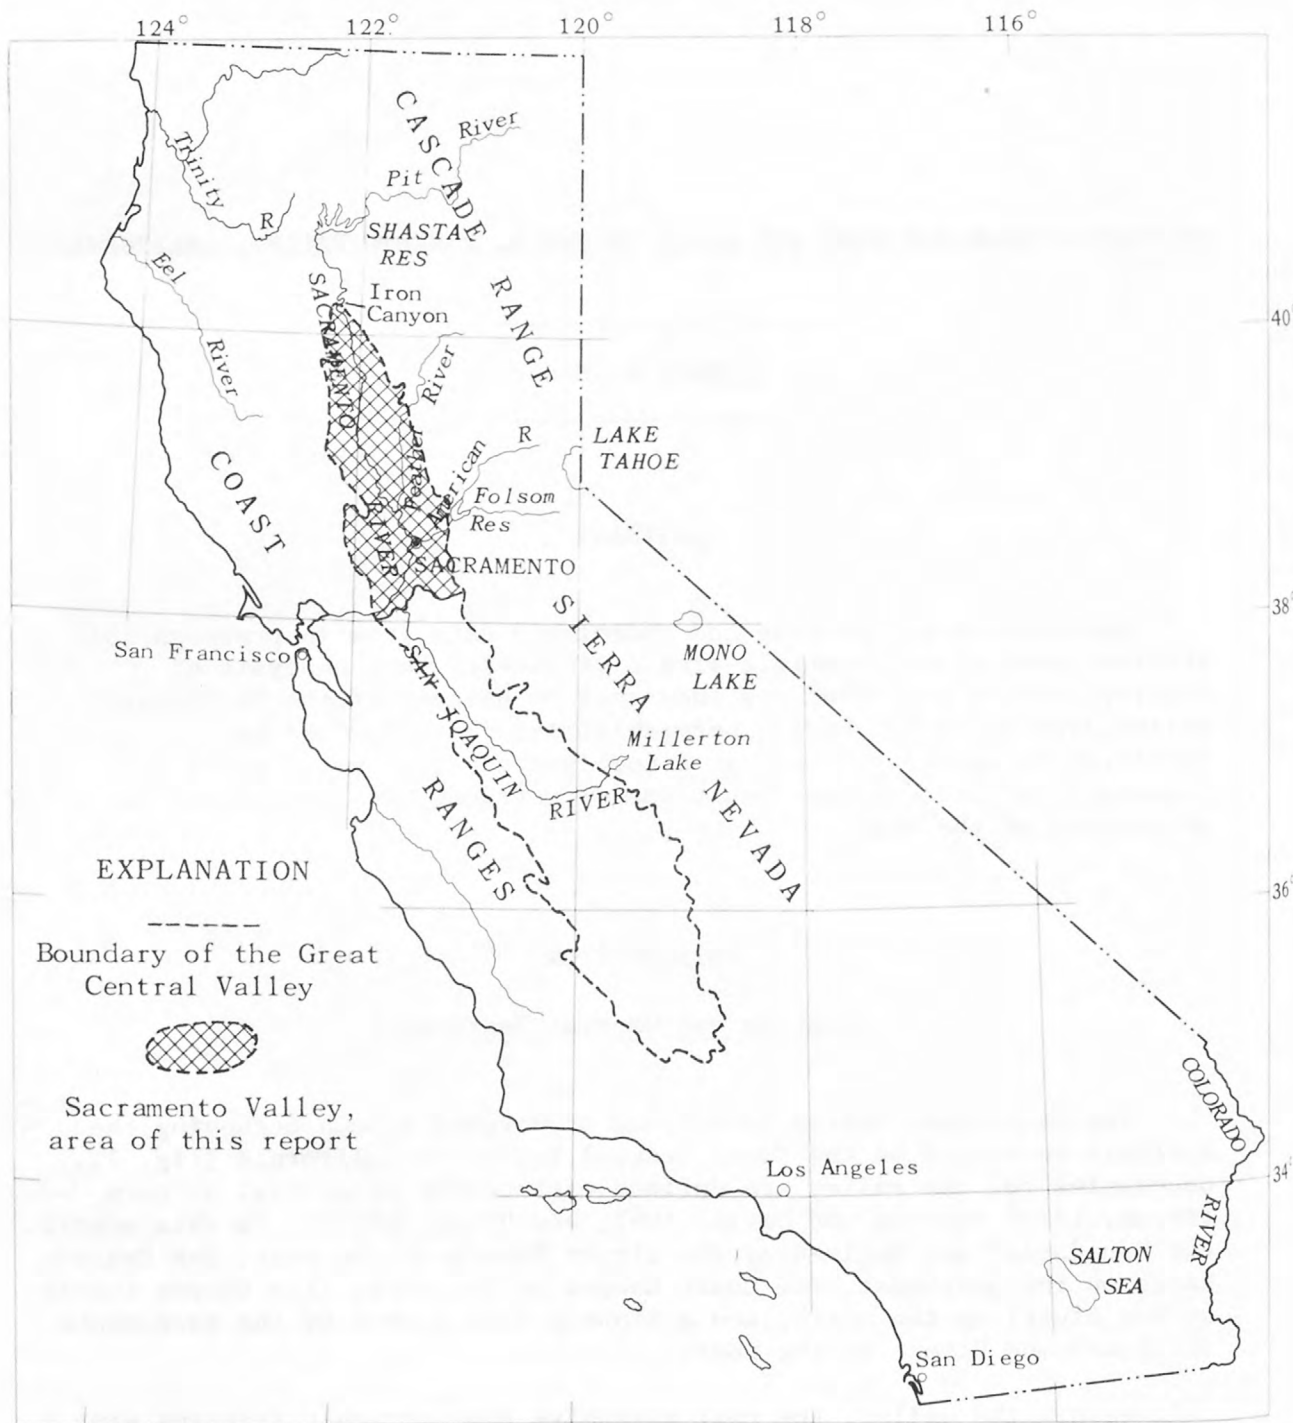 124° 122° 120° 118° 116°
CASCADE RANGE
River
Pit
Trinity
R
SHASTA
RES
Eel
River
Iron
Canyon
40°
SACRAMENTO
RIVER
River
Feather
American
R
LAKE
TAHOE
Folsom
Res
COAST
RANGES
SACRAMENTO
38°
SIERRA
NEVADA
MONO
LAKE
San Francisco
SAN JOAQUIN
RIVER
Millerton
Lake
36°
EXPLANATION
Boundary of the Great
Central Valley
Sacramento Valley,
area of this report
COLORADO
RIVER
34°
Los Angeles
SALTON
SEA
San Diego